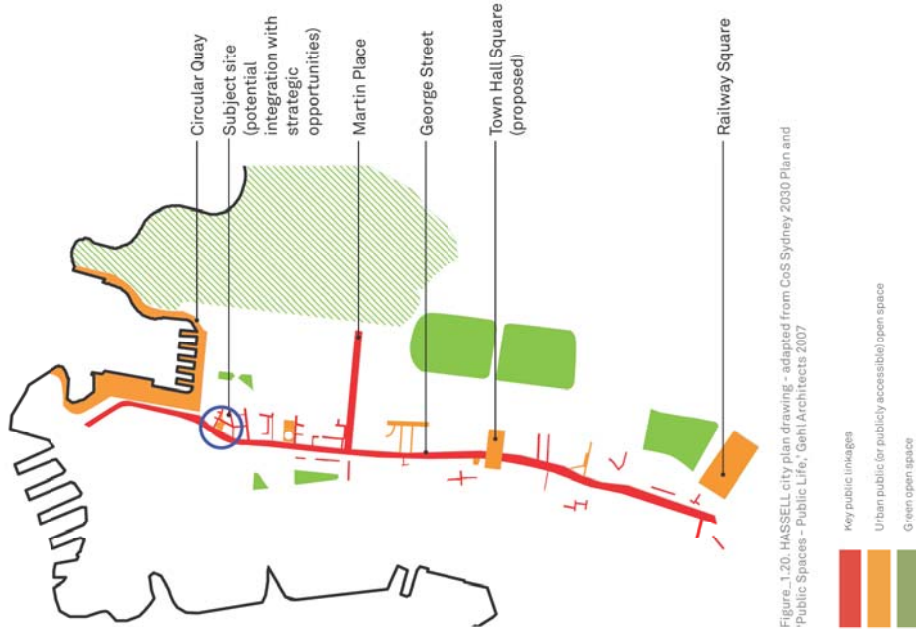 Circular Quay
Subject site
(potential
integration with
strategic
opportunities)
Martin Place
George Street
Town Hall Square
(proposed)
Railway Square
Figure_1.20. HASSELL city plan drawing - adapted from CoS Sydney 2030 Plan and
'Public Spaces - Public Life,' Gehl Architects 2007
Key public linkages
Urban public (or publicly accessible) open space
Green open space